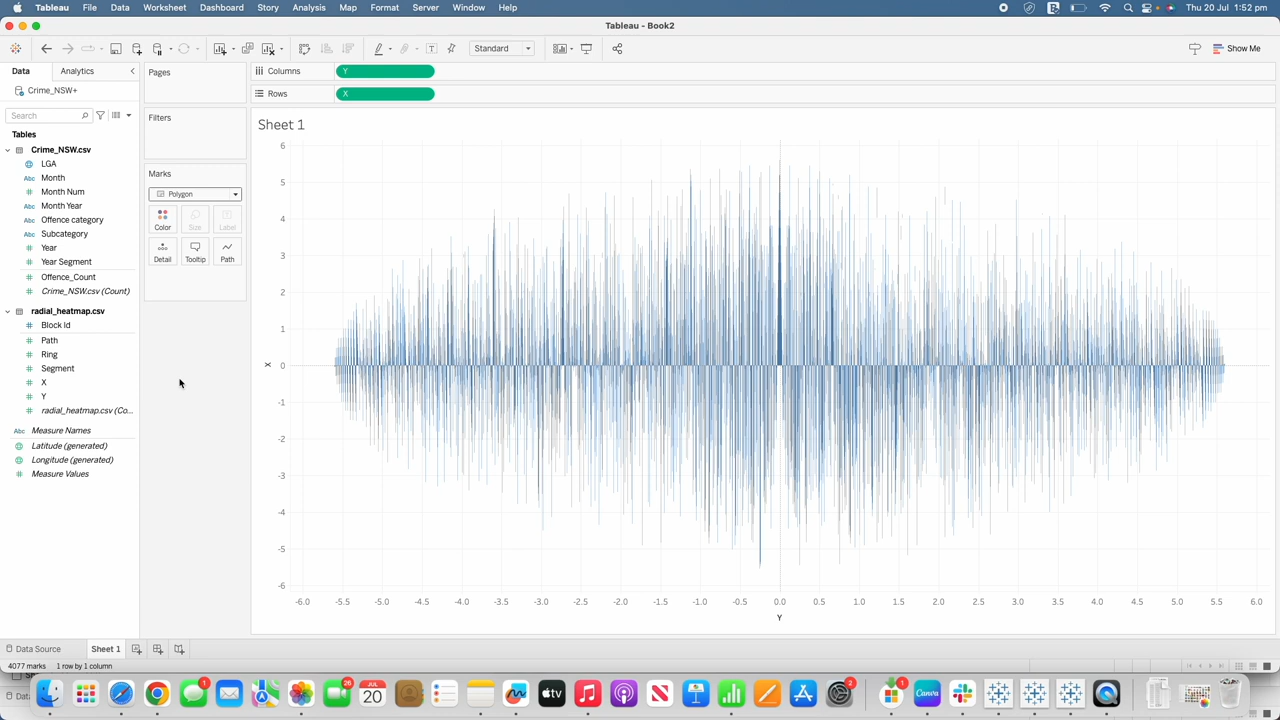 Tableau File Data Worksheet Dashboard Story Analysis Map Format Server Window Help Thu 20 Jul 1:52 pm
Tableau - Book2
Standard Show Me
Data Analytics Pages Columns Y
Crime_NSW+ Rows X
Search Filters
Tables Sheet 1
Crime_NSW.csv
LGA Marks
Month Polygon
Month Num
Month Year
Offence category Color Size Label
Subcategory
Year
Year Segment Detail Tooltip Path
Offence_Count
Crime_NSW.csv (Count)
radial_heatmap.csv
Block Id
Path
Ring
Segment
X
Y
radial_heatmap.csv (Co...
Measure Names
Latitude (generated)
Longitude (generated)
Measure Values
6
5
4
3
2
1
X 0
-1
-2
-3
-4
-5
-6
-6.0 -5.5 -5.0 -4.5 -4.0 -3.5 -3.0 -2.5 -2.0 -1.5 -1.0 -0.5 0.0 0.5 1.0 1.5 2.0 2.5 3.0 3.5 4.0 4.5 5.0 5.5 6.0
Y
Data Source Sheet 1
4077 marks 1 row by 1 column
1 26 JUL 20 tv 2 1 Canva